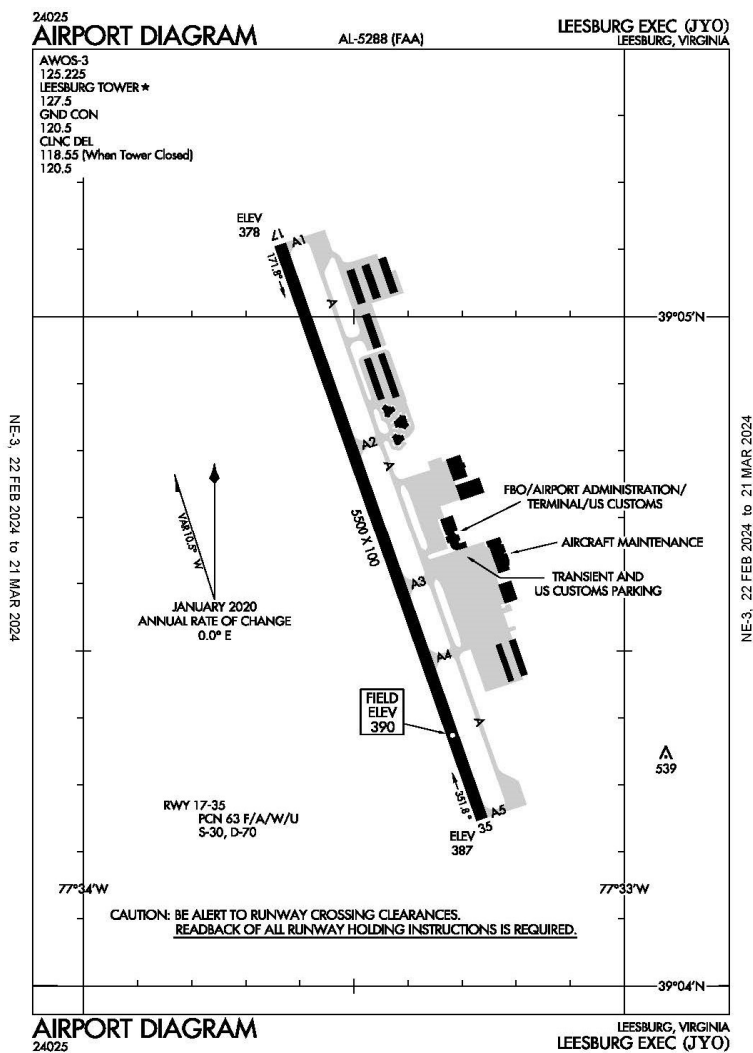 24025
AIRPORT DIAGRAM
AL-5288 (FAA)
LEESBURG EXEC (JYO)
LEESBURG, VIRGINIA
AWOS-3
125.225
LEESBURG TOWER ★
127.5
GND CON
120.5
CLNC DEL
118.55 (When Tower Closed)
120.5
ELEV
378
17
A1
171.8°
A
39°05'N
A2
A
5500 X 100
FBO/AIRPORT ADMINISTRATION/
TERMINAL/US CUSTOMS
AIRCRAFT MAINTENANCE
TRANSIENT AND
US CUSTOMS PARKING
VAR 10.5° W
JANUARY 2020
ANNUAL RATE OF CHANGE
0.0° E
A3
A4
FIELD
ELEV
390
A
539
351.8°
A5
35
ELEV
387
RWY 17-35
PCN 63 F/A/W/U
S-30, D-70
77°34'W
77°33'W
CAUTION: BE ALERT TO RUNWAY CROSSING CLEARANCES.
READBACK OF ALL RUNWAY HOLDING INSTRUCTIONS IS REQUIRED.
39°04'N
NE-3, 22 FEB 2024 to 21 MAR 2024
NE-3, 22 FEB 2024 to 21 MAR 2024
AIRPORT DIAGRAM
24025
LEESBURG, VIRGINIA
LEESBURG EXEC (JYO)